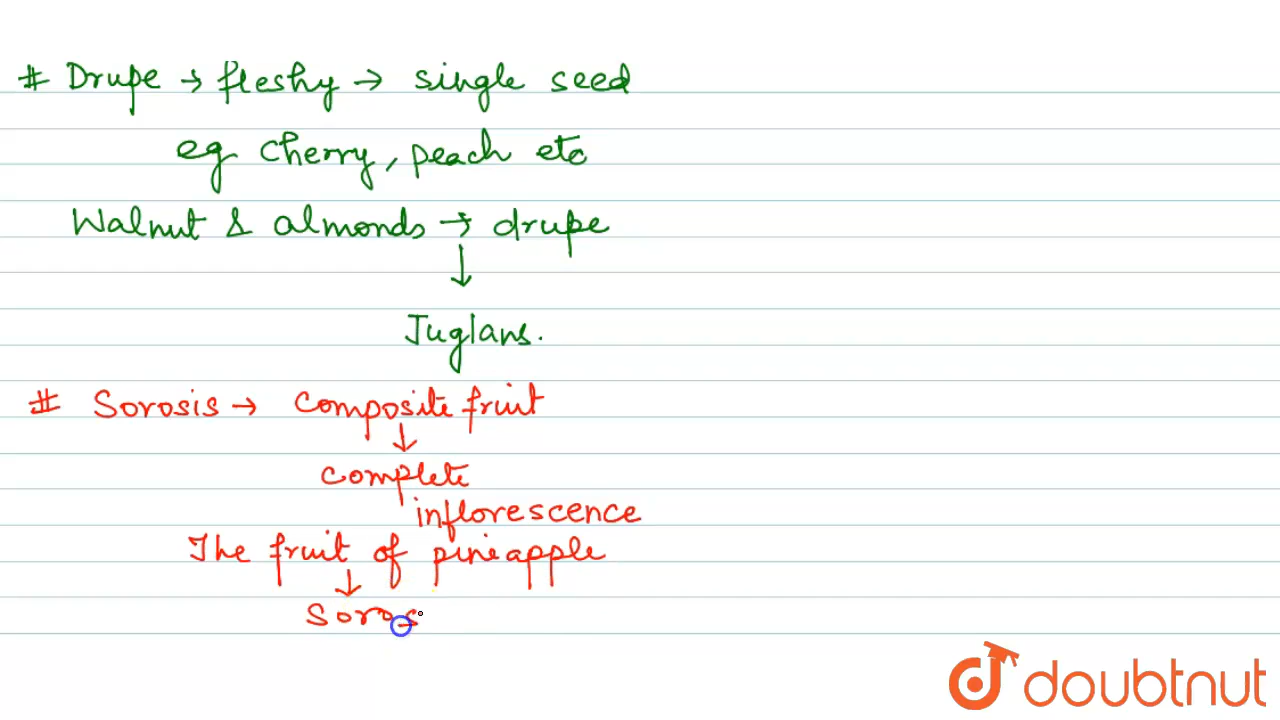 # Drupe → fleshy → single seed
eg Cherry, peach etc
Walnut & almonds → drupe
↓
Juglans.
# Sorosis → Composite fruit
↓
Complete
inflorescence
The fruit of pineapple
↓
Soros
doubtnut